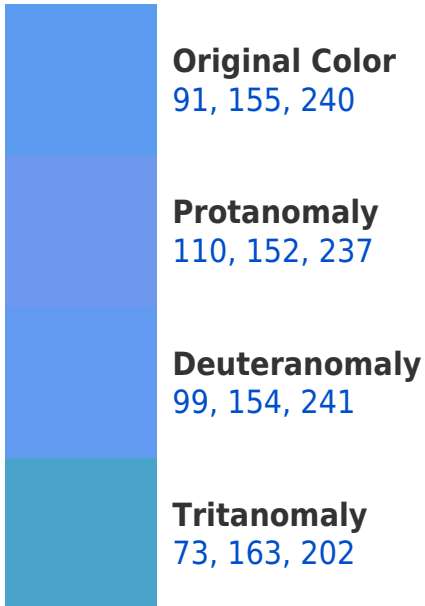 Original Color
91, 155, 240
Protanomaly
110, 152, 237
Deuteranomaly
99, 154, 241
Tritanomaly
73, 163, 202